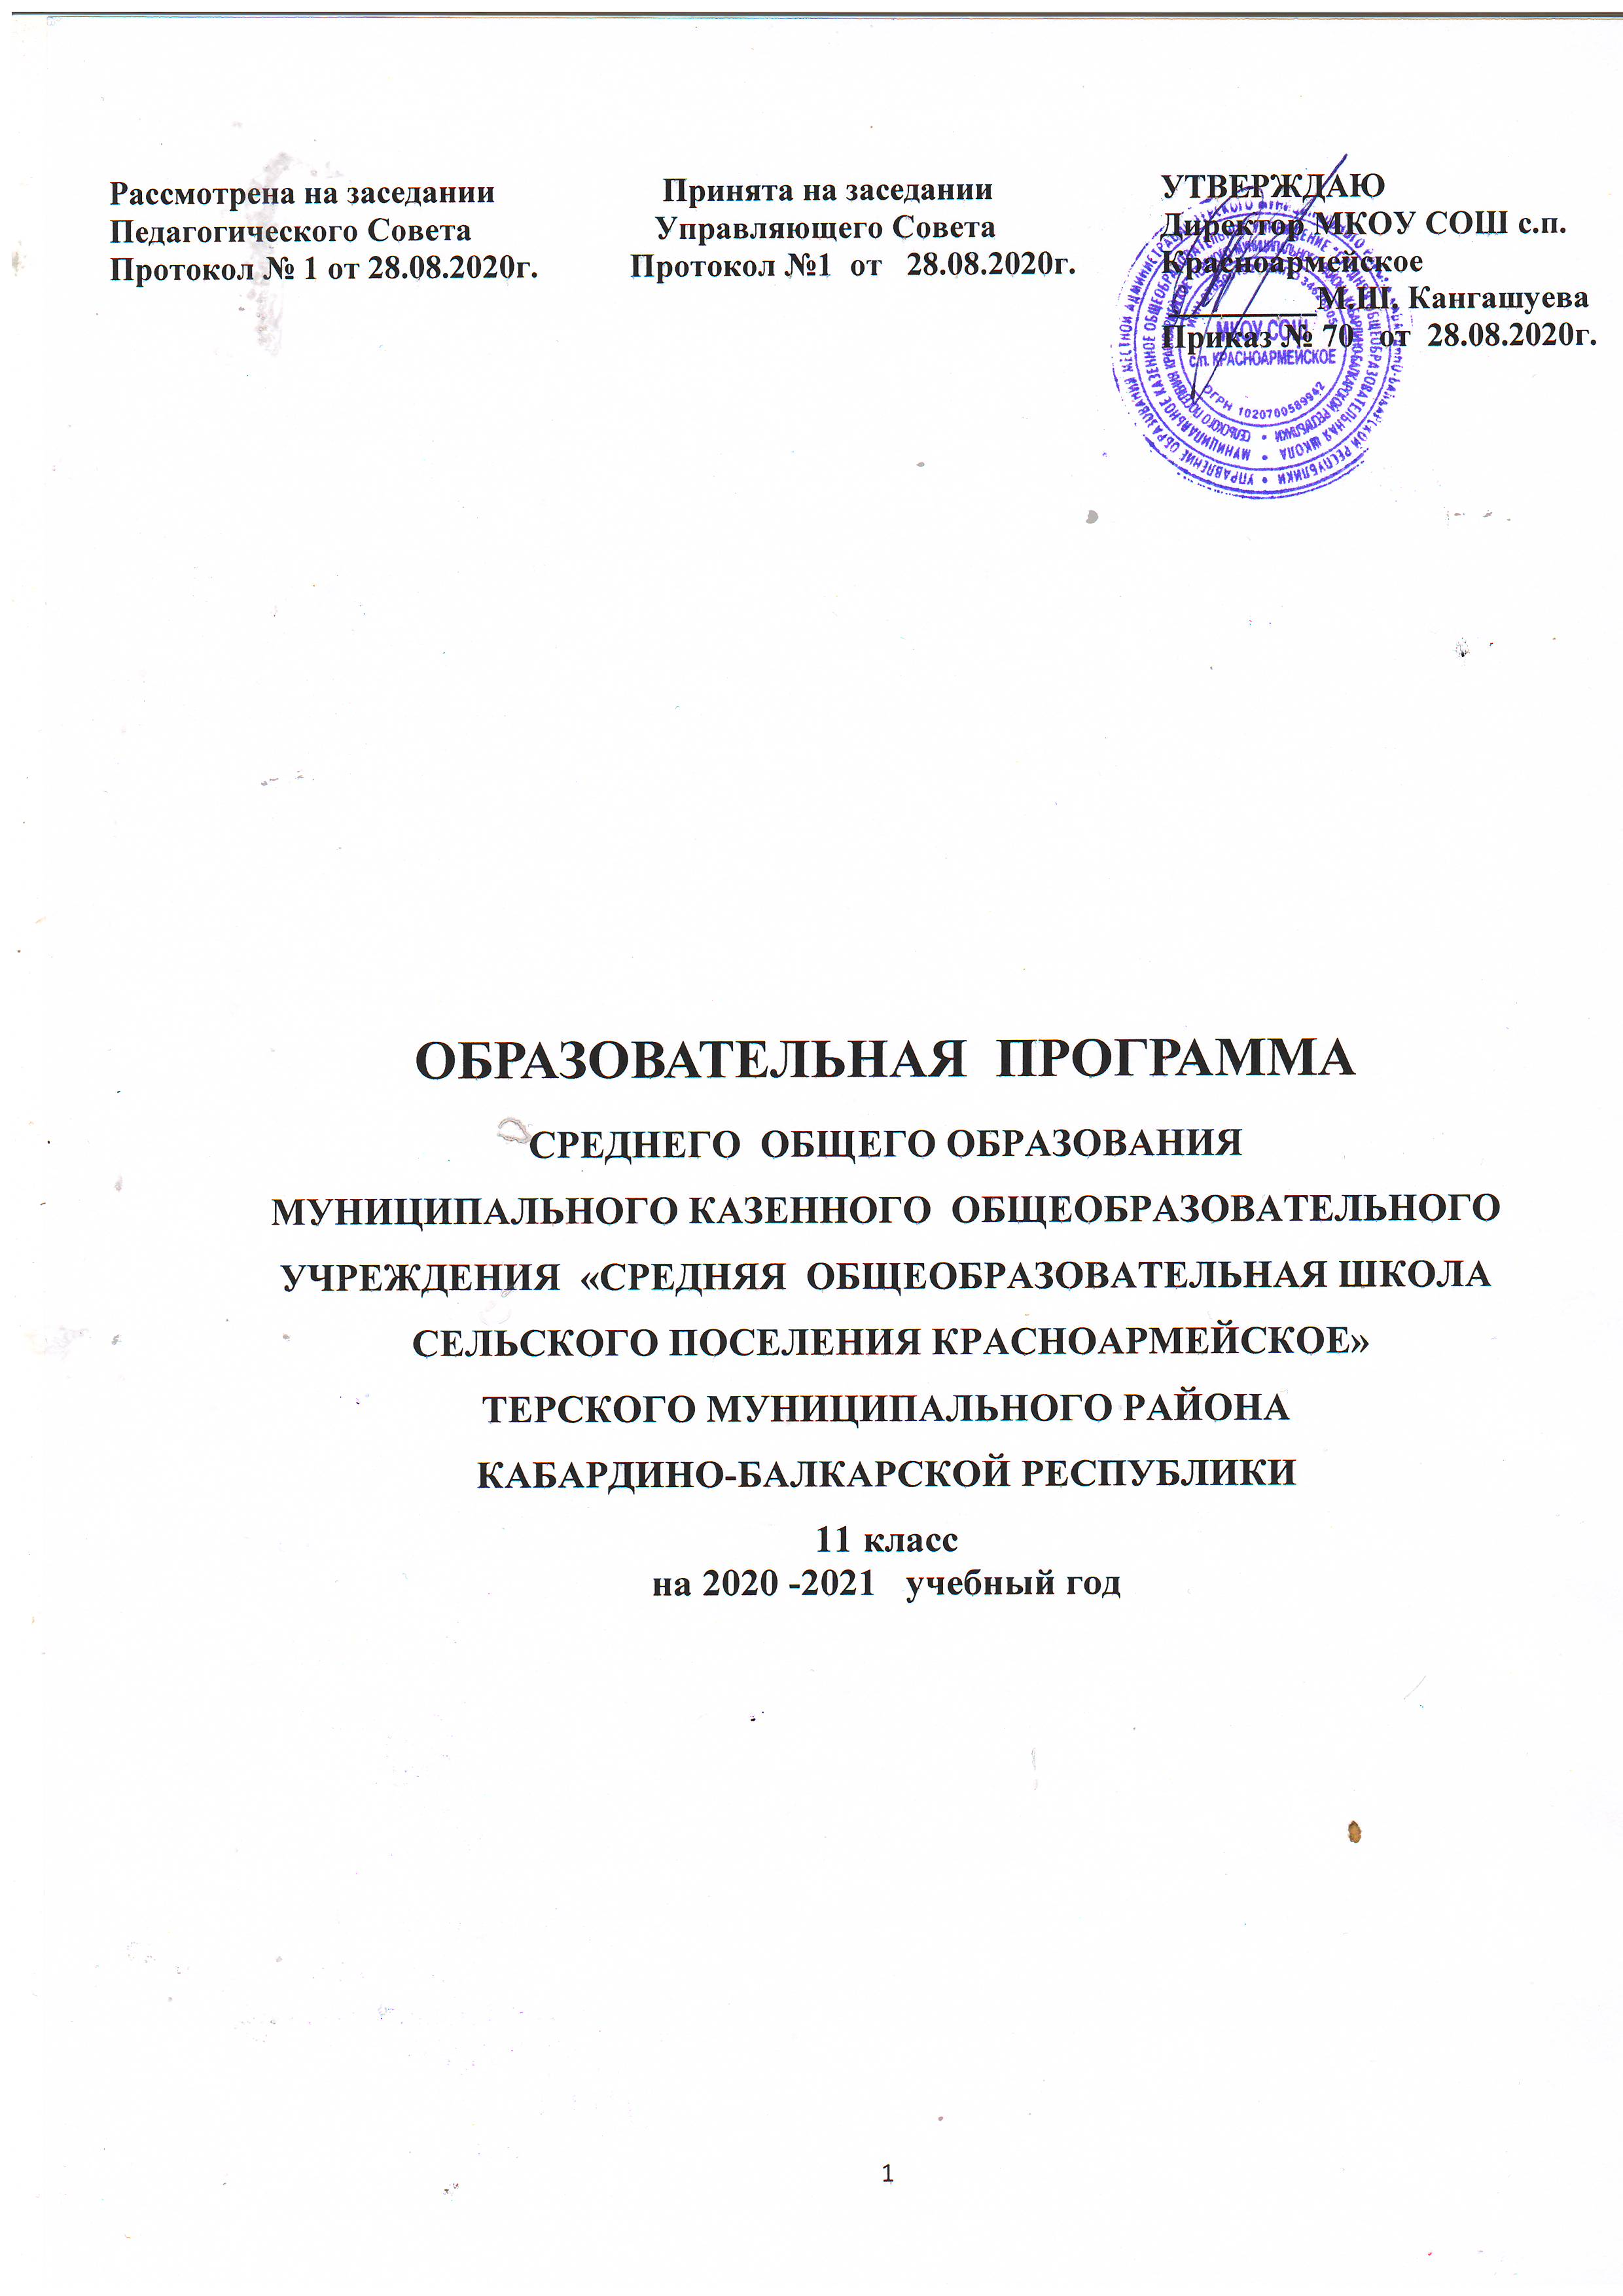 Рассмотрена на заседании
Педагогического Совета
Протокол № 1 от 28.08.2020г.
Принята на заседании
Управляющего Совета
Протокол №1 от 28.08.2020г.
УТВЕРЖДАЮ
Директор МКОУ СОШ с.п.
Красноармейское
_________М.Ш. Кангашуева
Приказ № 70 от 28.08.2020г.
МКОУ СОШ
с.п. КРАСНОАРМЕЙСКОЕ
ОГРН 1020700589942
ОБРАЗОВАТЕЛЬНАЯ ПРОГРАММА
СРЕДНЕГО ОБЩЕГО ОБРАЗОВАНИЯ
МУНИЦИПАЛЬНОГО КАЗЕННОГО ОБЩЕОБРАЗОВАТЕЛЬНОГО
УЧРЕЖДЕНИЯ «СРЕДНЯЯ ОБЩЕОБРАЗОВАТЕЛЬНАЯ ШКОЛА
СЕЛЬСКОГО ПОСЕЛЕНИЯ КРАСНОАРМЕЙСКОЕ»
ТЕРСКОГО МУНИЦИПАЛЬНОГО РАЙОНА
КАБАРДИНО-БАЛКАРСКОЙ РЕСПУБЛИКИ
11 класс
на 2020 -2021 учебный год
1